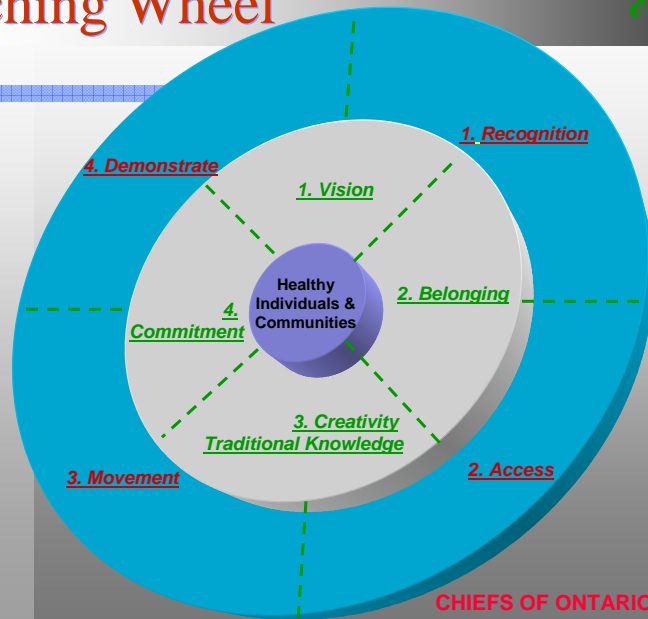 Wheel
1. Recognition
4. Demonstrate
1. Vision
Healthy
Individuals &
Communities
2. Belonging
4.
Commitment
3. Creativity
Traditional Knowledge
3. Movement
2. Access
CHIEFS OF ONTARIO